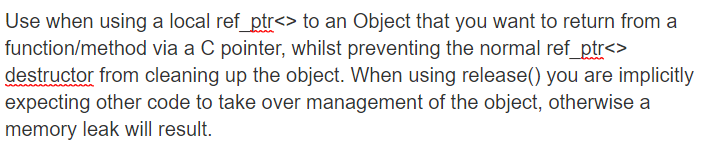 Use when using a local ref_ptr<> to an Object that you want to return from a
function/method via a C pointer, whilst preventing the normal ref_ptr<>
destructor from cleaning up the object. When using release() you are implicitly
expecting other code to take over management of the object, otherwise a
memory leak will result.